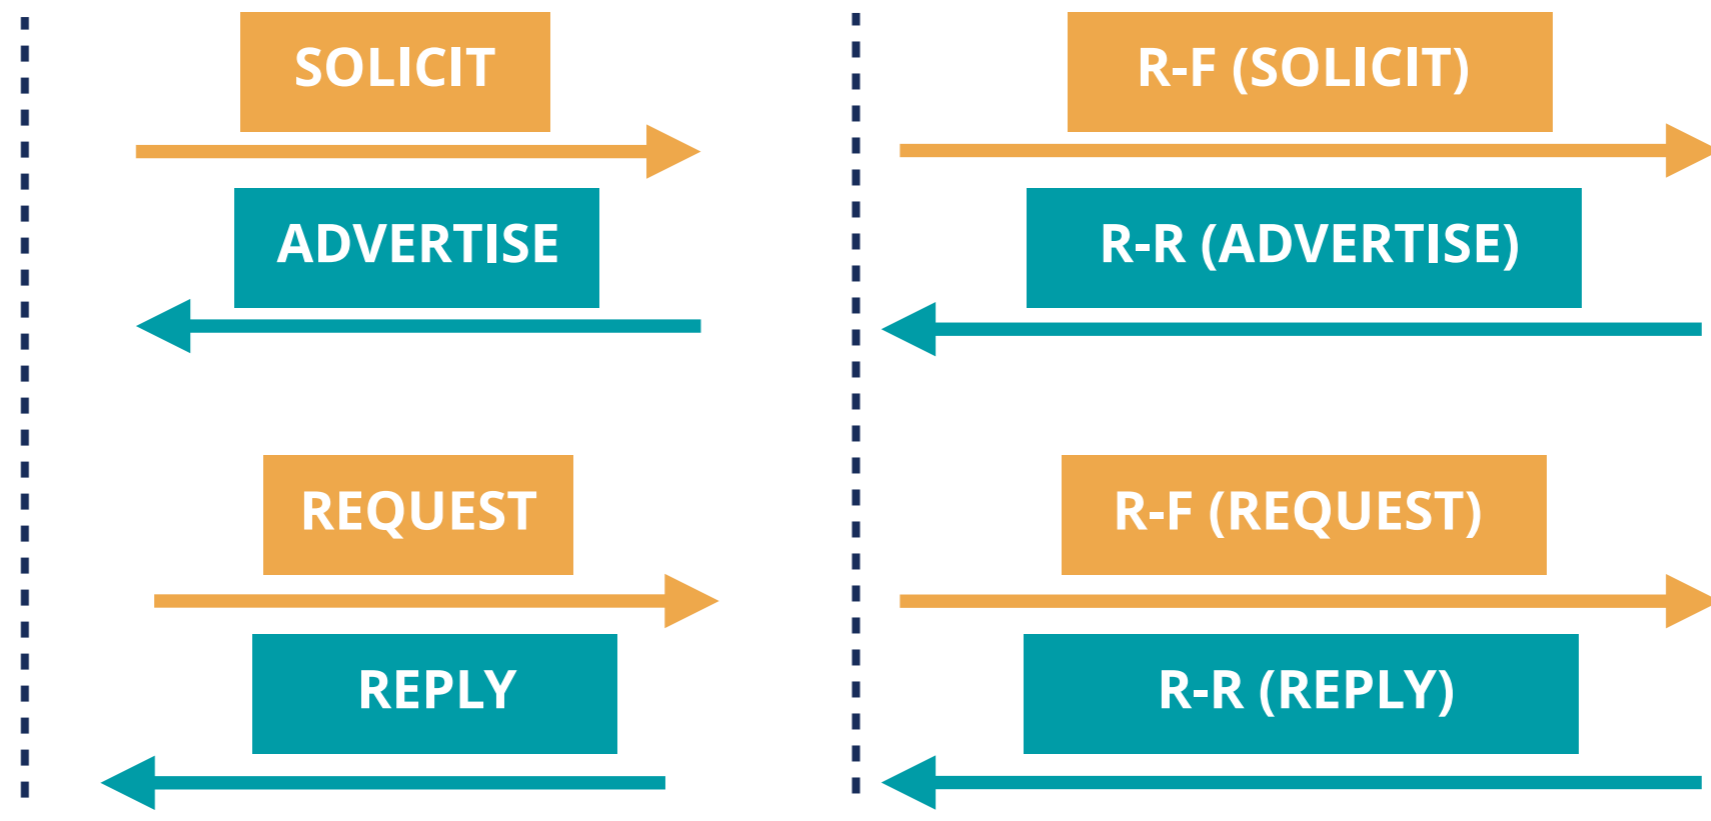 SOLICIT
R-F (SOLICIT)
ADVERTISE
R-R (ADVERTISE)
REQUEST
R-F (REQUEST)
REPLY
R-R (REPLY)